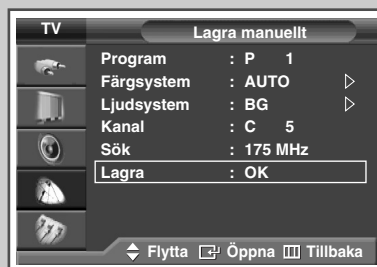 TV
Lagra manuellt
Program : P 1
Färgsystem : AUTO
Ljudsystem : BG
Kanal : C 5
Sök : 175 MHz
Lagra : OK
Flytta Öppna Tillbaka